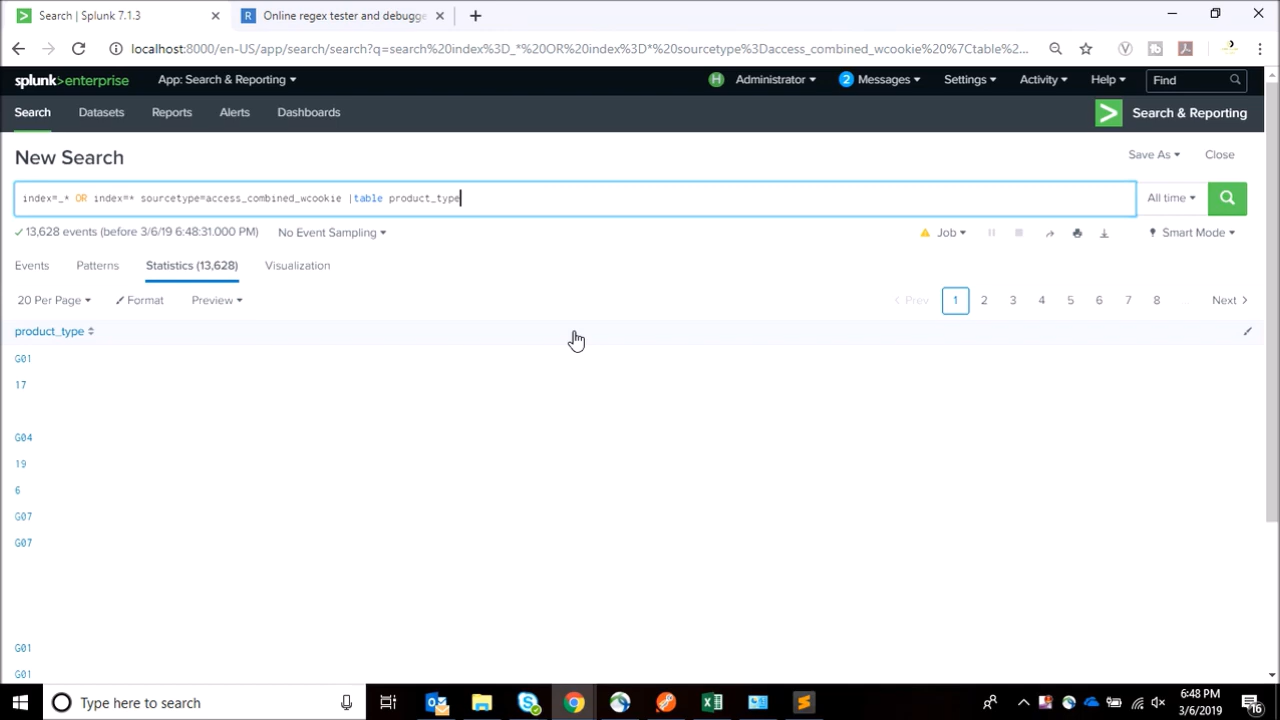 Search | Splunk 7.1.3
Online regex tester and debugge
localhost:8000/en-US/app/search/search?q=search%20index%3D_*%20OR%20index%3D*%20sourcetype%3Daccess_combined_wcookie%20%7Ctable%2...
splunk>enterprise App: Search & Reporting Administrator 2 Messages Settings Activity Help Find
Search Datasets Reports Alerts Dashboards Search & Reporting
New Search Save As Close
index=_* OR index=* sourcetype=access_combined_wcookie |table product_type All time
13,628 events (before 3/6/19 6:48:31.000 PM) No Event Sampling Job Smart Mode
Events Patterns Statistics (13,628) Visualization
20 Per Page Format Preview < Prev 1 2 3 4 5 6 7 8 ... Next >
product_type
G01
17
G04
19
6
G07
G07
G01
G01
Type here to search
6:48 PM
3/6/2019
16